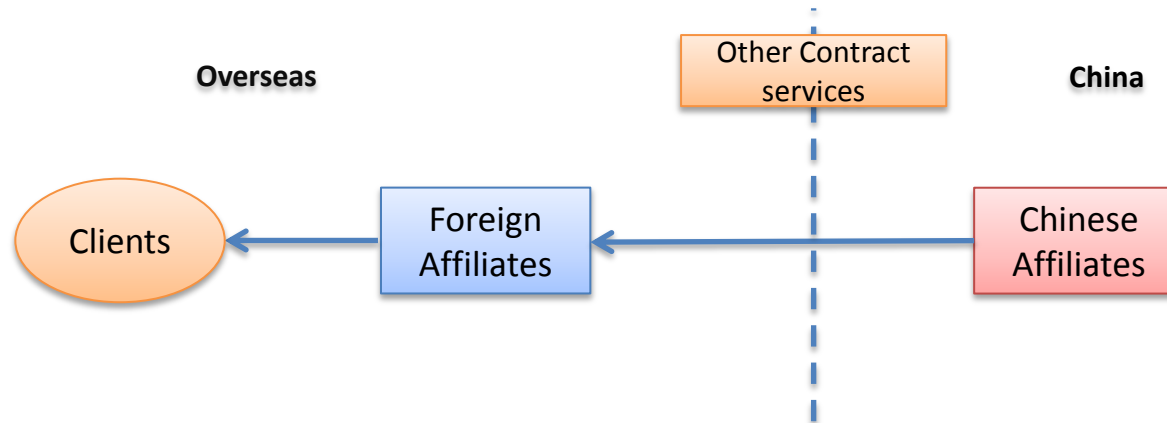 Other Contract
services
Overseas
China
Clients
Foreign
Affiliates
Chinese
Affiliates